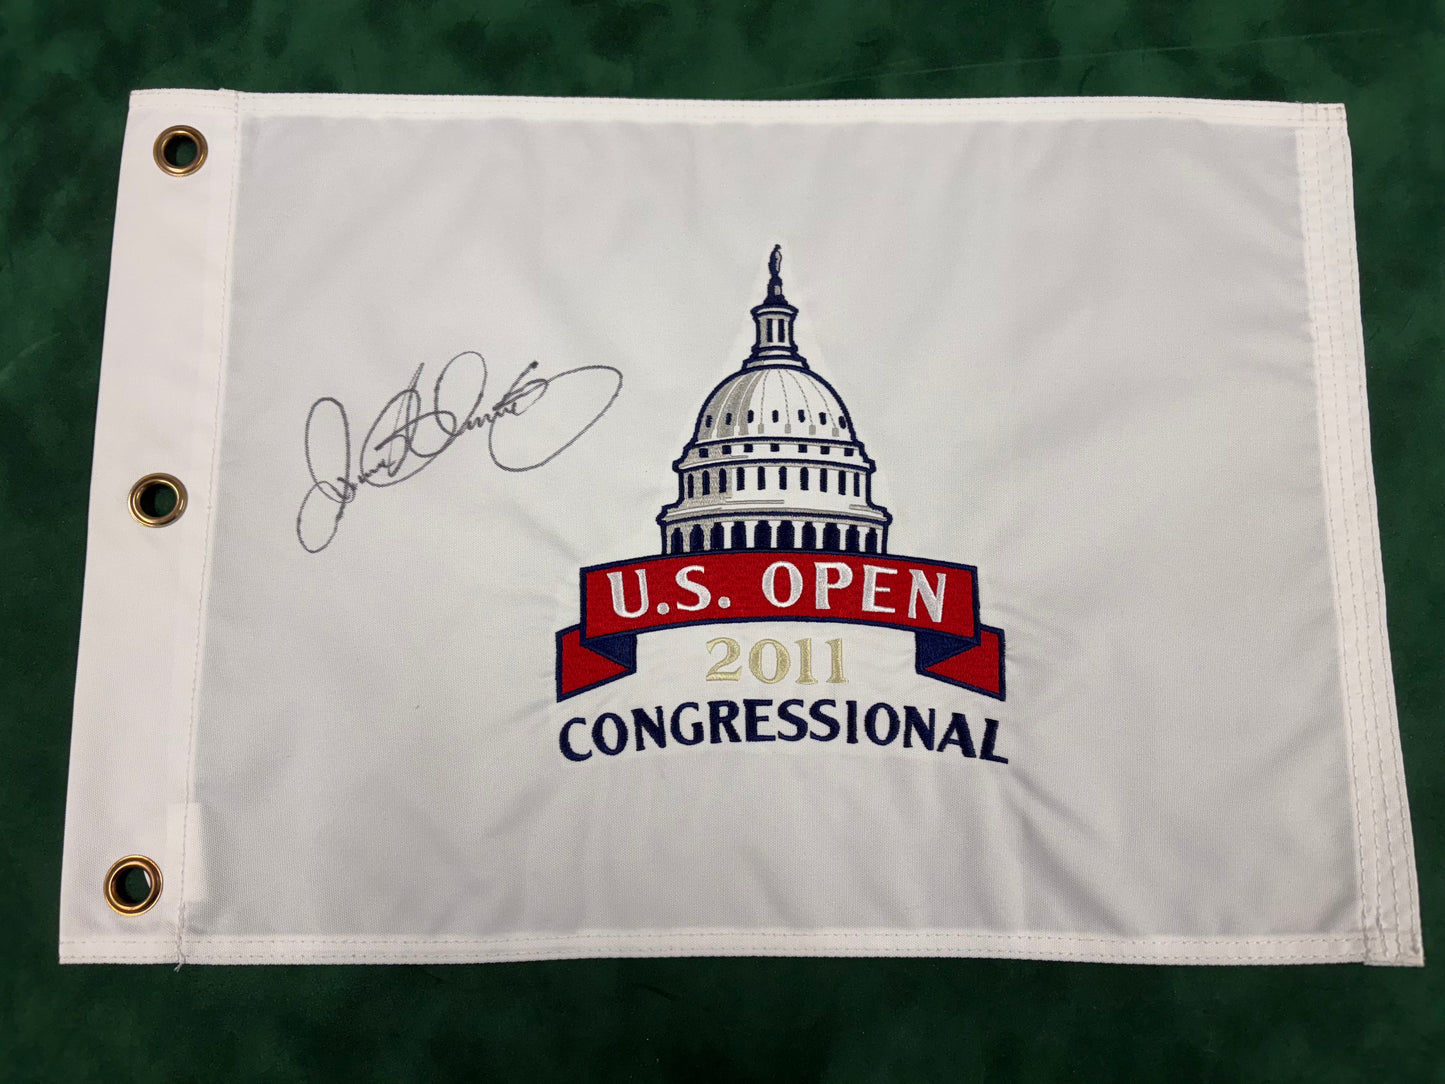 U.S. OPEN
2011
CONGRESSIONAL